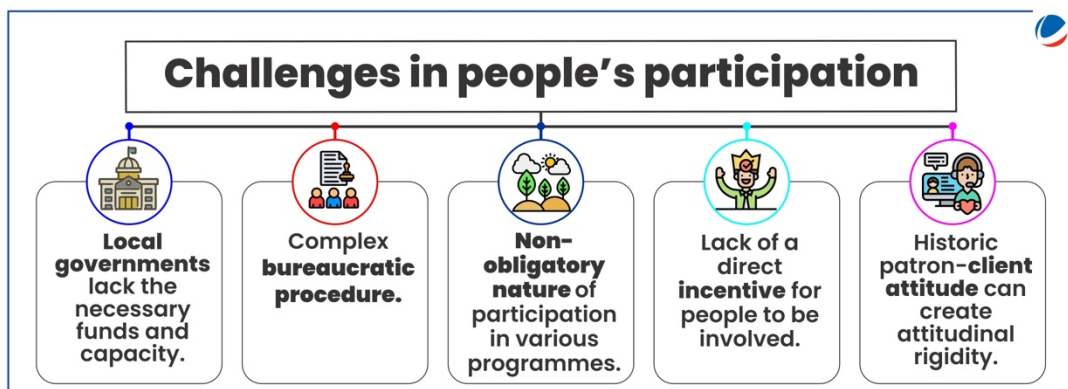 Challenges in people's participation
Local
governments
lack the
necessary
funds and
capacity.
Complex
bureaucratic
procedure.
Non-
obligatory
nature of
participation
in various
programmes.
Lack of a
direct
incentive for
people to be
involved.
Historic
patron-client
attitude can
create
attitudinal
rigidity.